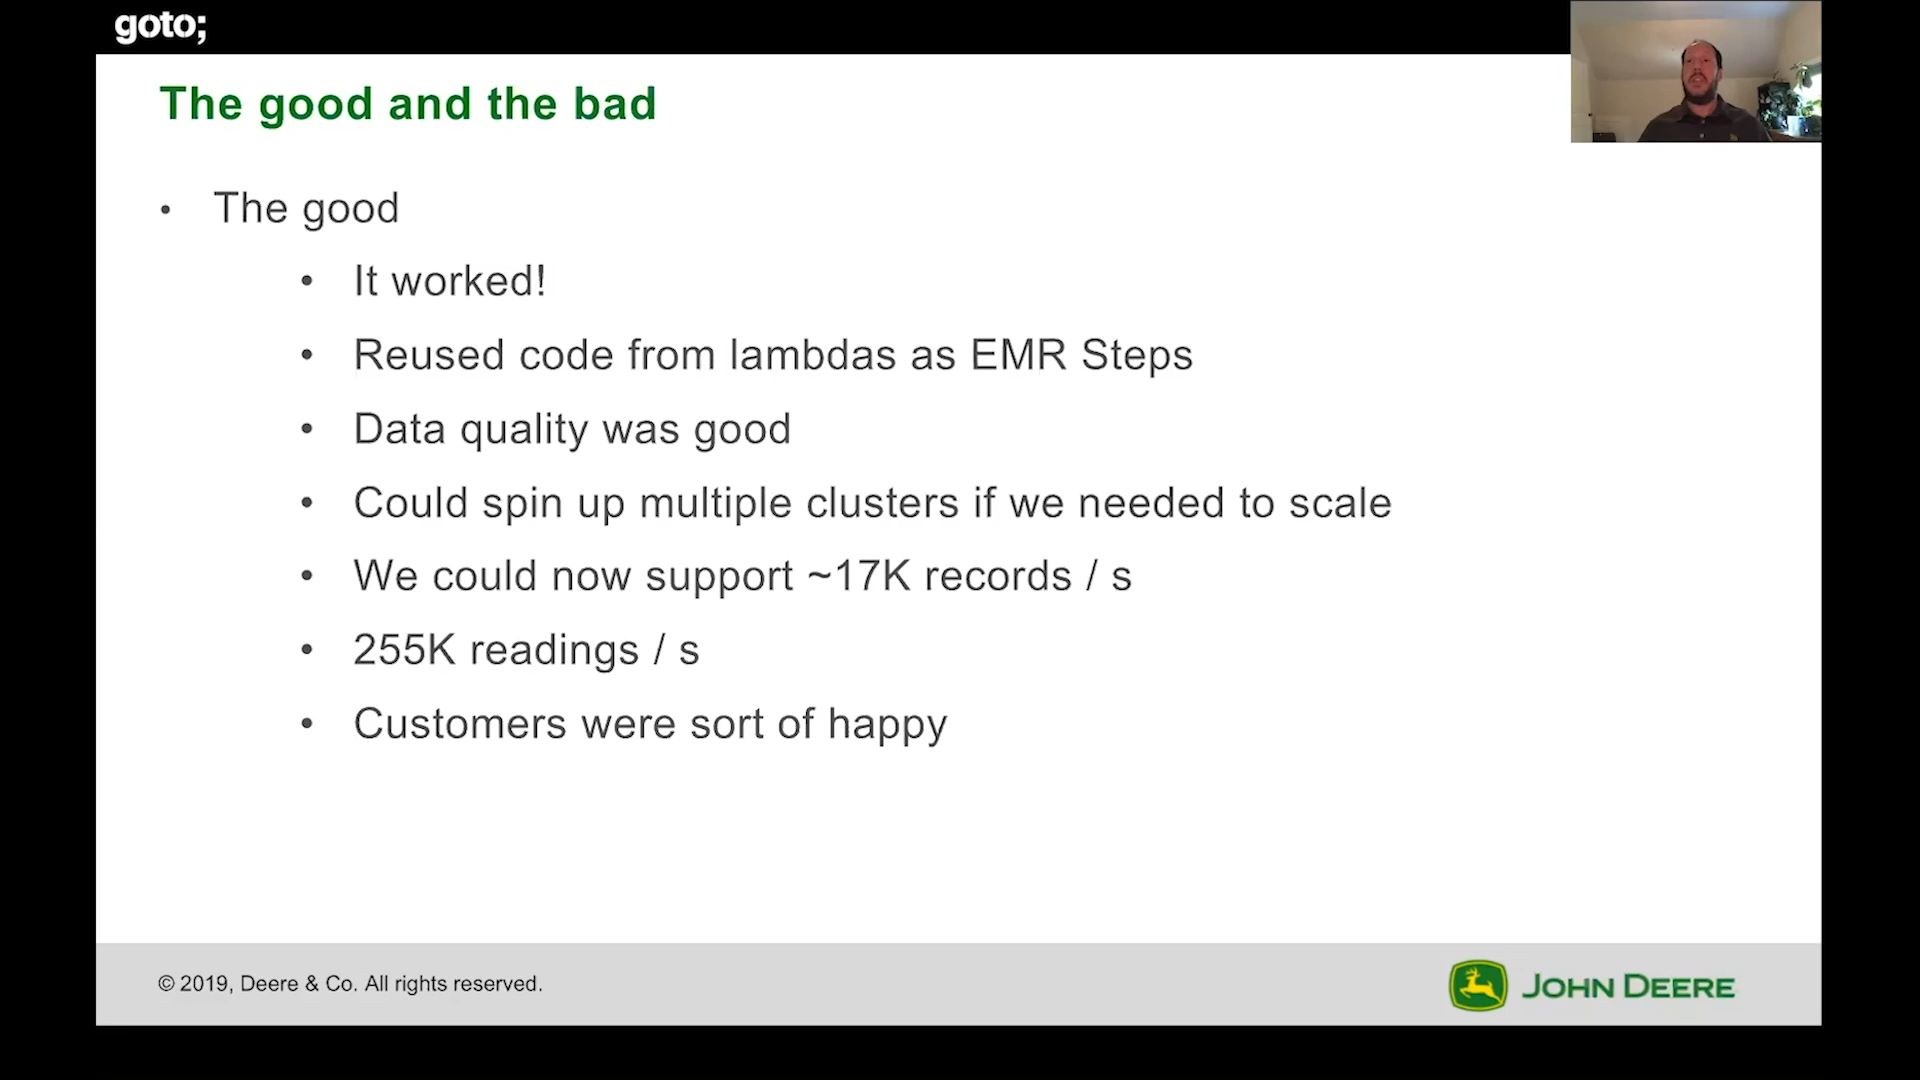 goto;
The good and the bad
• The good
• It worked!
• Reused code from lambdas as EMR Steps
• Data quality was good
• Could spin up multiple clusters if we needed to scale
• We could now support ~17K records / s
• 255K readings / s
• Customers were sort of happy
© 2019, Deere & Co. All rights reserved.
JOHN DEERE